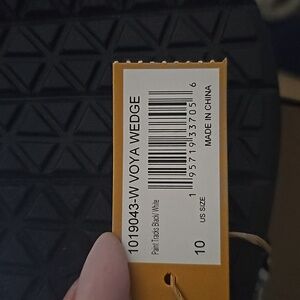 1019043-W VOYA WEDGE
Paint Tracks Black/ White
1 95719 33705 6
MADE IN CHINA
10
US SIZE